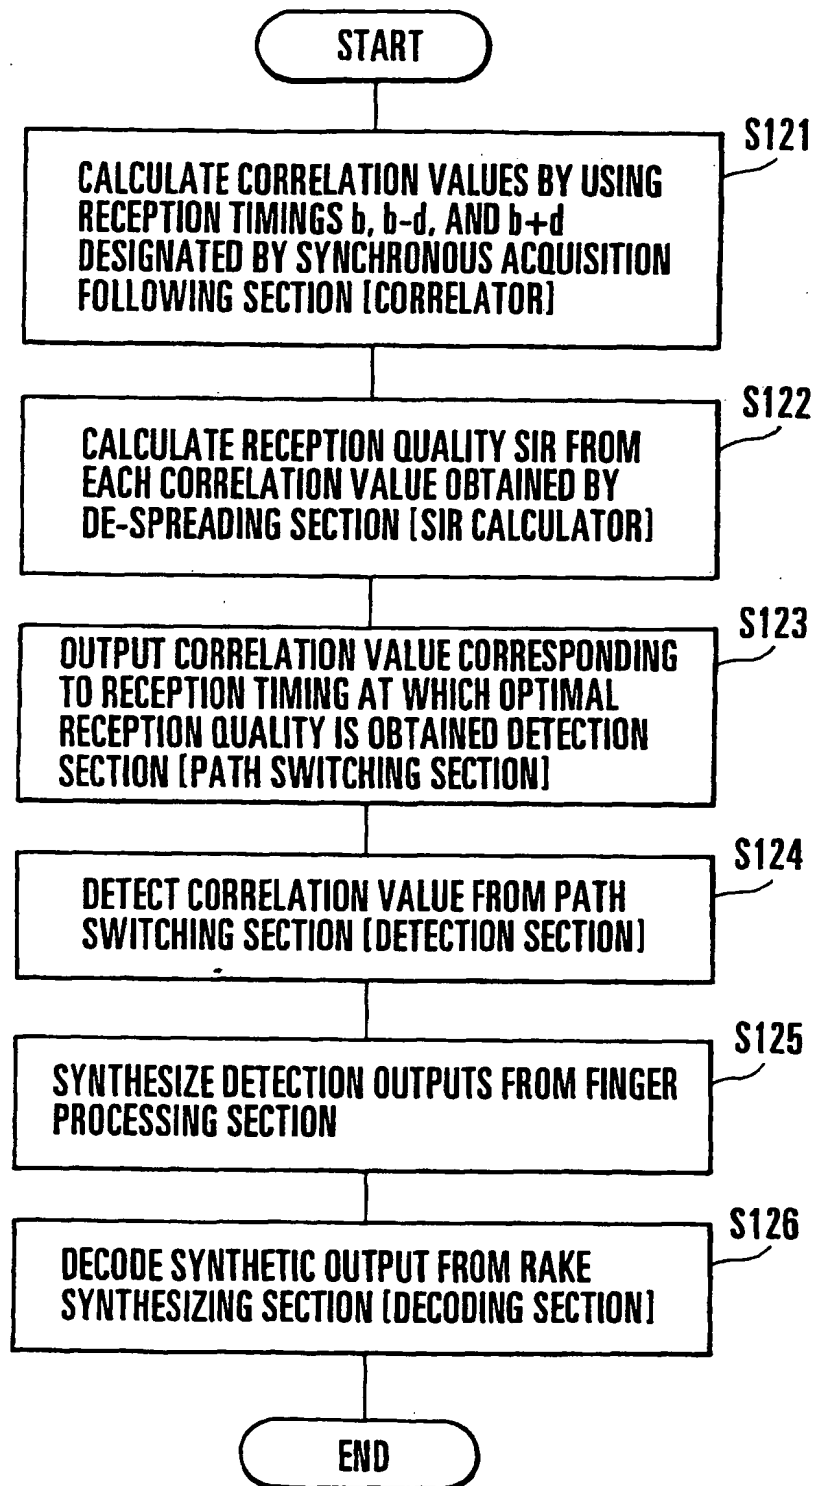 START
S121
CALCULATE CORRELATION VALUES BY USING
RECEPTION TIMINGS b, b-d, AND b+d
DESIGNATED BY SYNCHRONOUS ACQUISITION
FOLLOWING SECTION [CORRELATOR]
S122
CALCULATE RECEPTION QUALITY SIR FROM
EACH CORRELATION VALUE OBTAINED BY
DE-SPREADING SECTION [SIR CALCULATOR]
S123
OUTPUT CORRELATION VALUE CORRESPONDING
TO RECEPTION TIMING AT WHICH OPTIMAL
RECEPTION QUALITY IS OBTAINED DETECTION
SECTION [PATH SWITCHING SECTION]
S124
DETECT CORRELATION VALUE FROM PATH
SWITCHING SECTION [DETECTION SECTION]
S125
SYNTHESIZE DETECTION OUTPUTS FROM FINGER
PROCESSING SECTION
S126
DECODE SYNTHETIC OUTPUT FROM RAKE
SYNTHESIZING SECTION [DECODING SECTION]
END